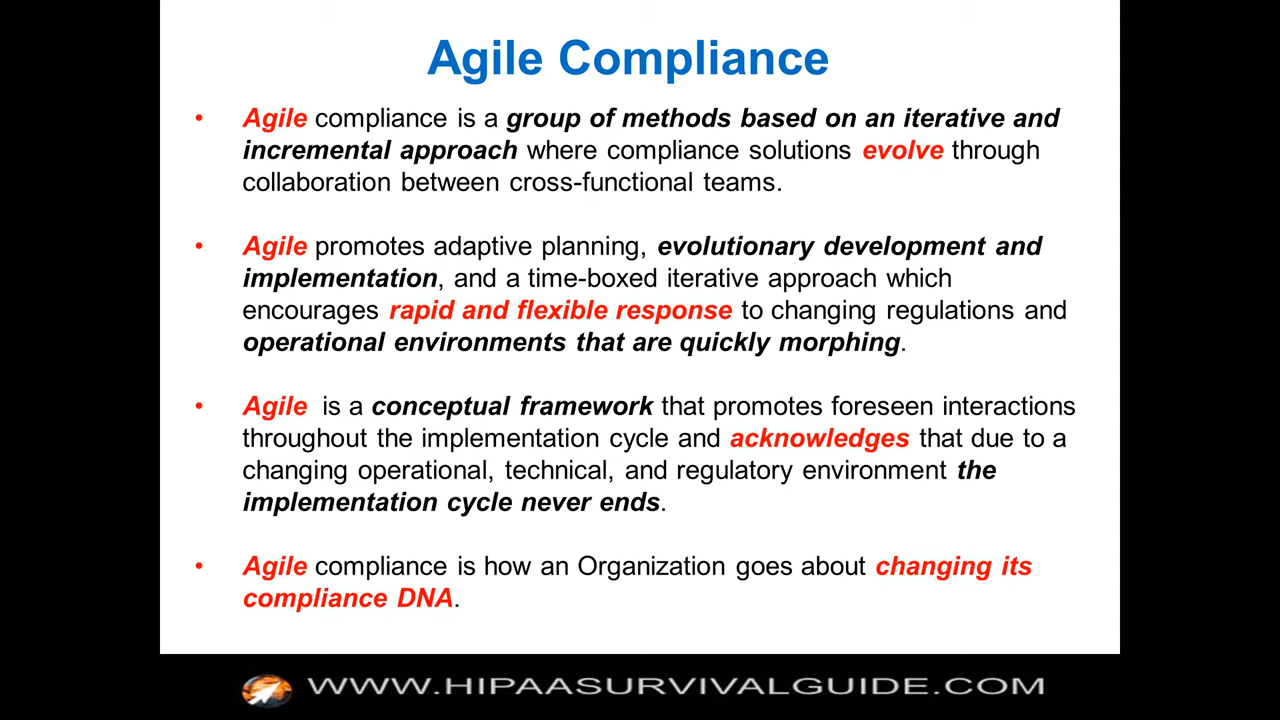 Agile Compliance
• Agile compliance is a group of methods based on an iterative and
incremental approach where compliance solutions evolve through
collaboration between cross-functional teams.
• Agile promotes adaptive planning, evolutionary development and
implementation, and a time-boxed iterative approach which
encourages rapid and flexible response to changing regulations and
operational environments that are quickly morphing.
• Agile is a conceptual framework that promotes foreseen interactions
throughout the implementation cycle and acknowledges that due to a
changing operational, technical, and regulatory environment the
implementation cycle never ends.
• Agile compliance is how an Organization goes about changing its
compliance DNA.
WWW.HIPAASURVIVALGUIDE.COM